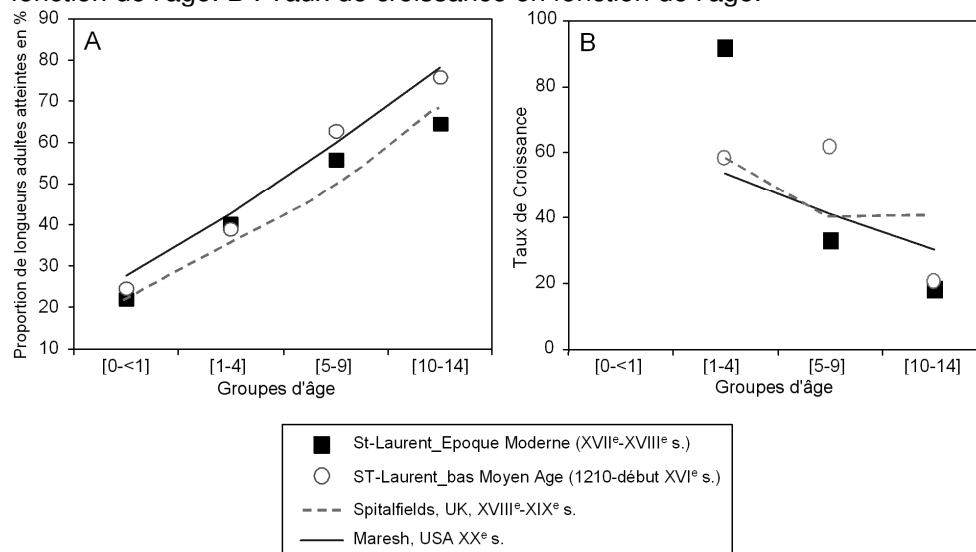 fonction de l'âge. B : Taux de croissance en fonction de l'âge.
A
Proportion de longueurs adultes atteintes en %
90
80
70
60
50
40
30
20
10
[0-<1] [1-4] [5-9] [10-14]
Groupes d'âge
B
Taux de Croissance
100
80
60
40
20
0
[0-<1] [1-4] [5-9] [10-14]
Groupes d'âge
St-Laurent_Epoque Moderne (XVIIe-XVIIIe s.)
ST-Laurent_bas Moyen Age (1210-début XVIe s.)
Spitalfields, UK, XVIIIe-XIXe s.
Maresh, USA XXe s.